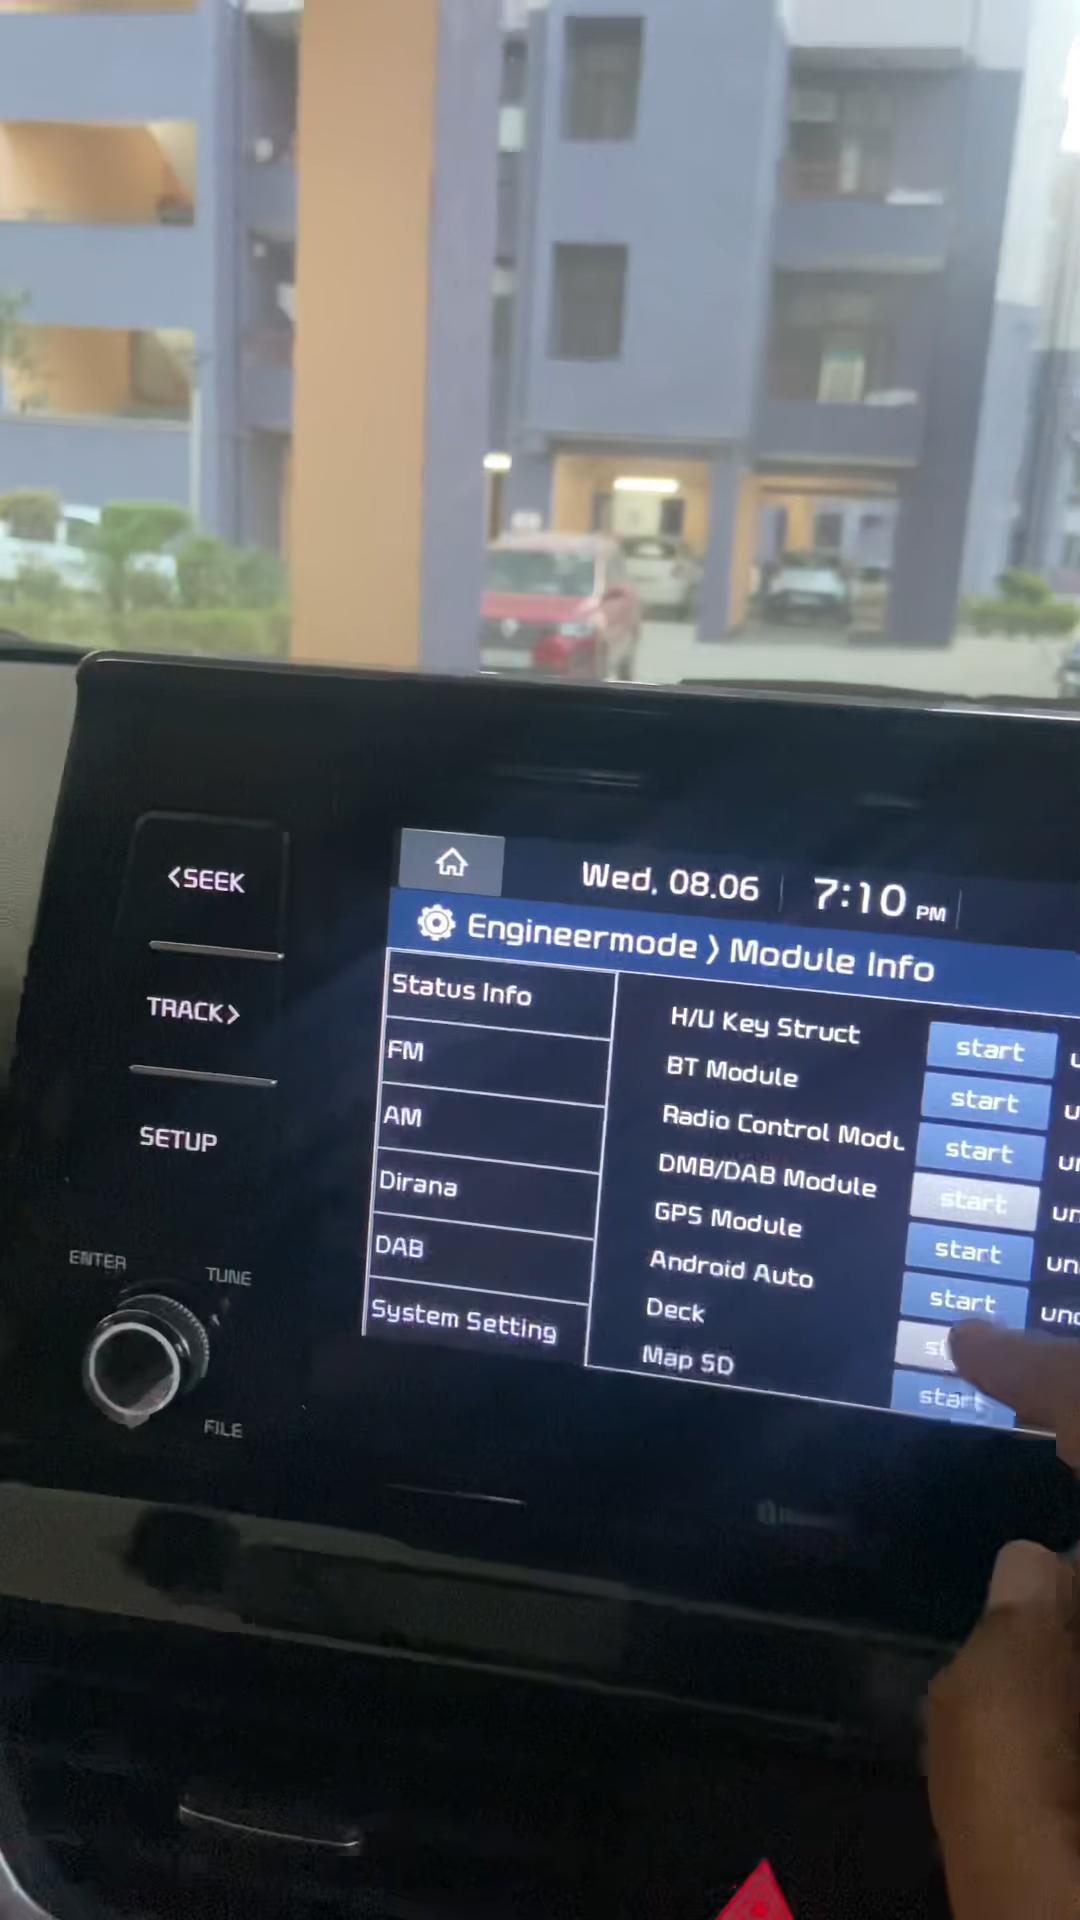 <SEEK
TRACK>
SETUP
ENTER
TUNE
FILE
Wed. 08.06
7:10 PM
Engineermode > Module Info
Status Info
FM
AM
Dirana
DAB
System Setting
H/U Key Struct start
BT Module start
Radio Control Modu start
DMB/DAB Module start
GPS Module start
Android Auto start
Deck
Map SD start